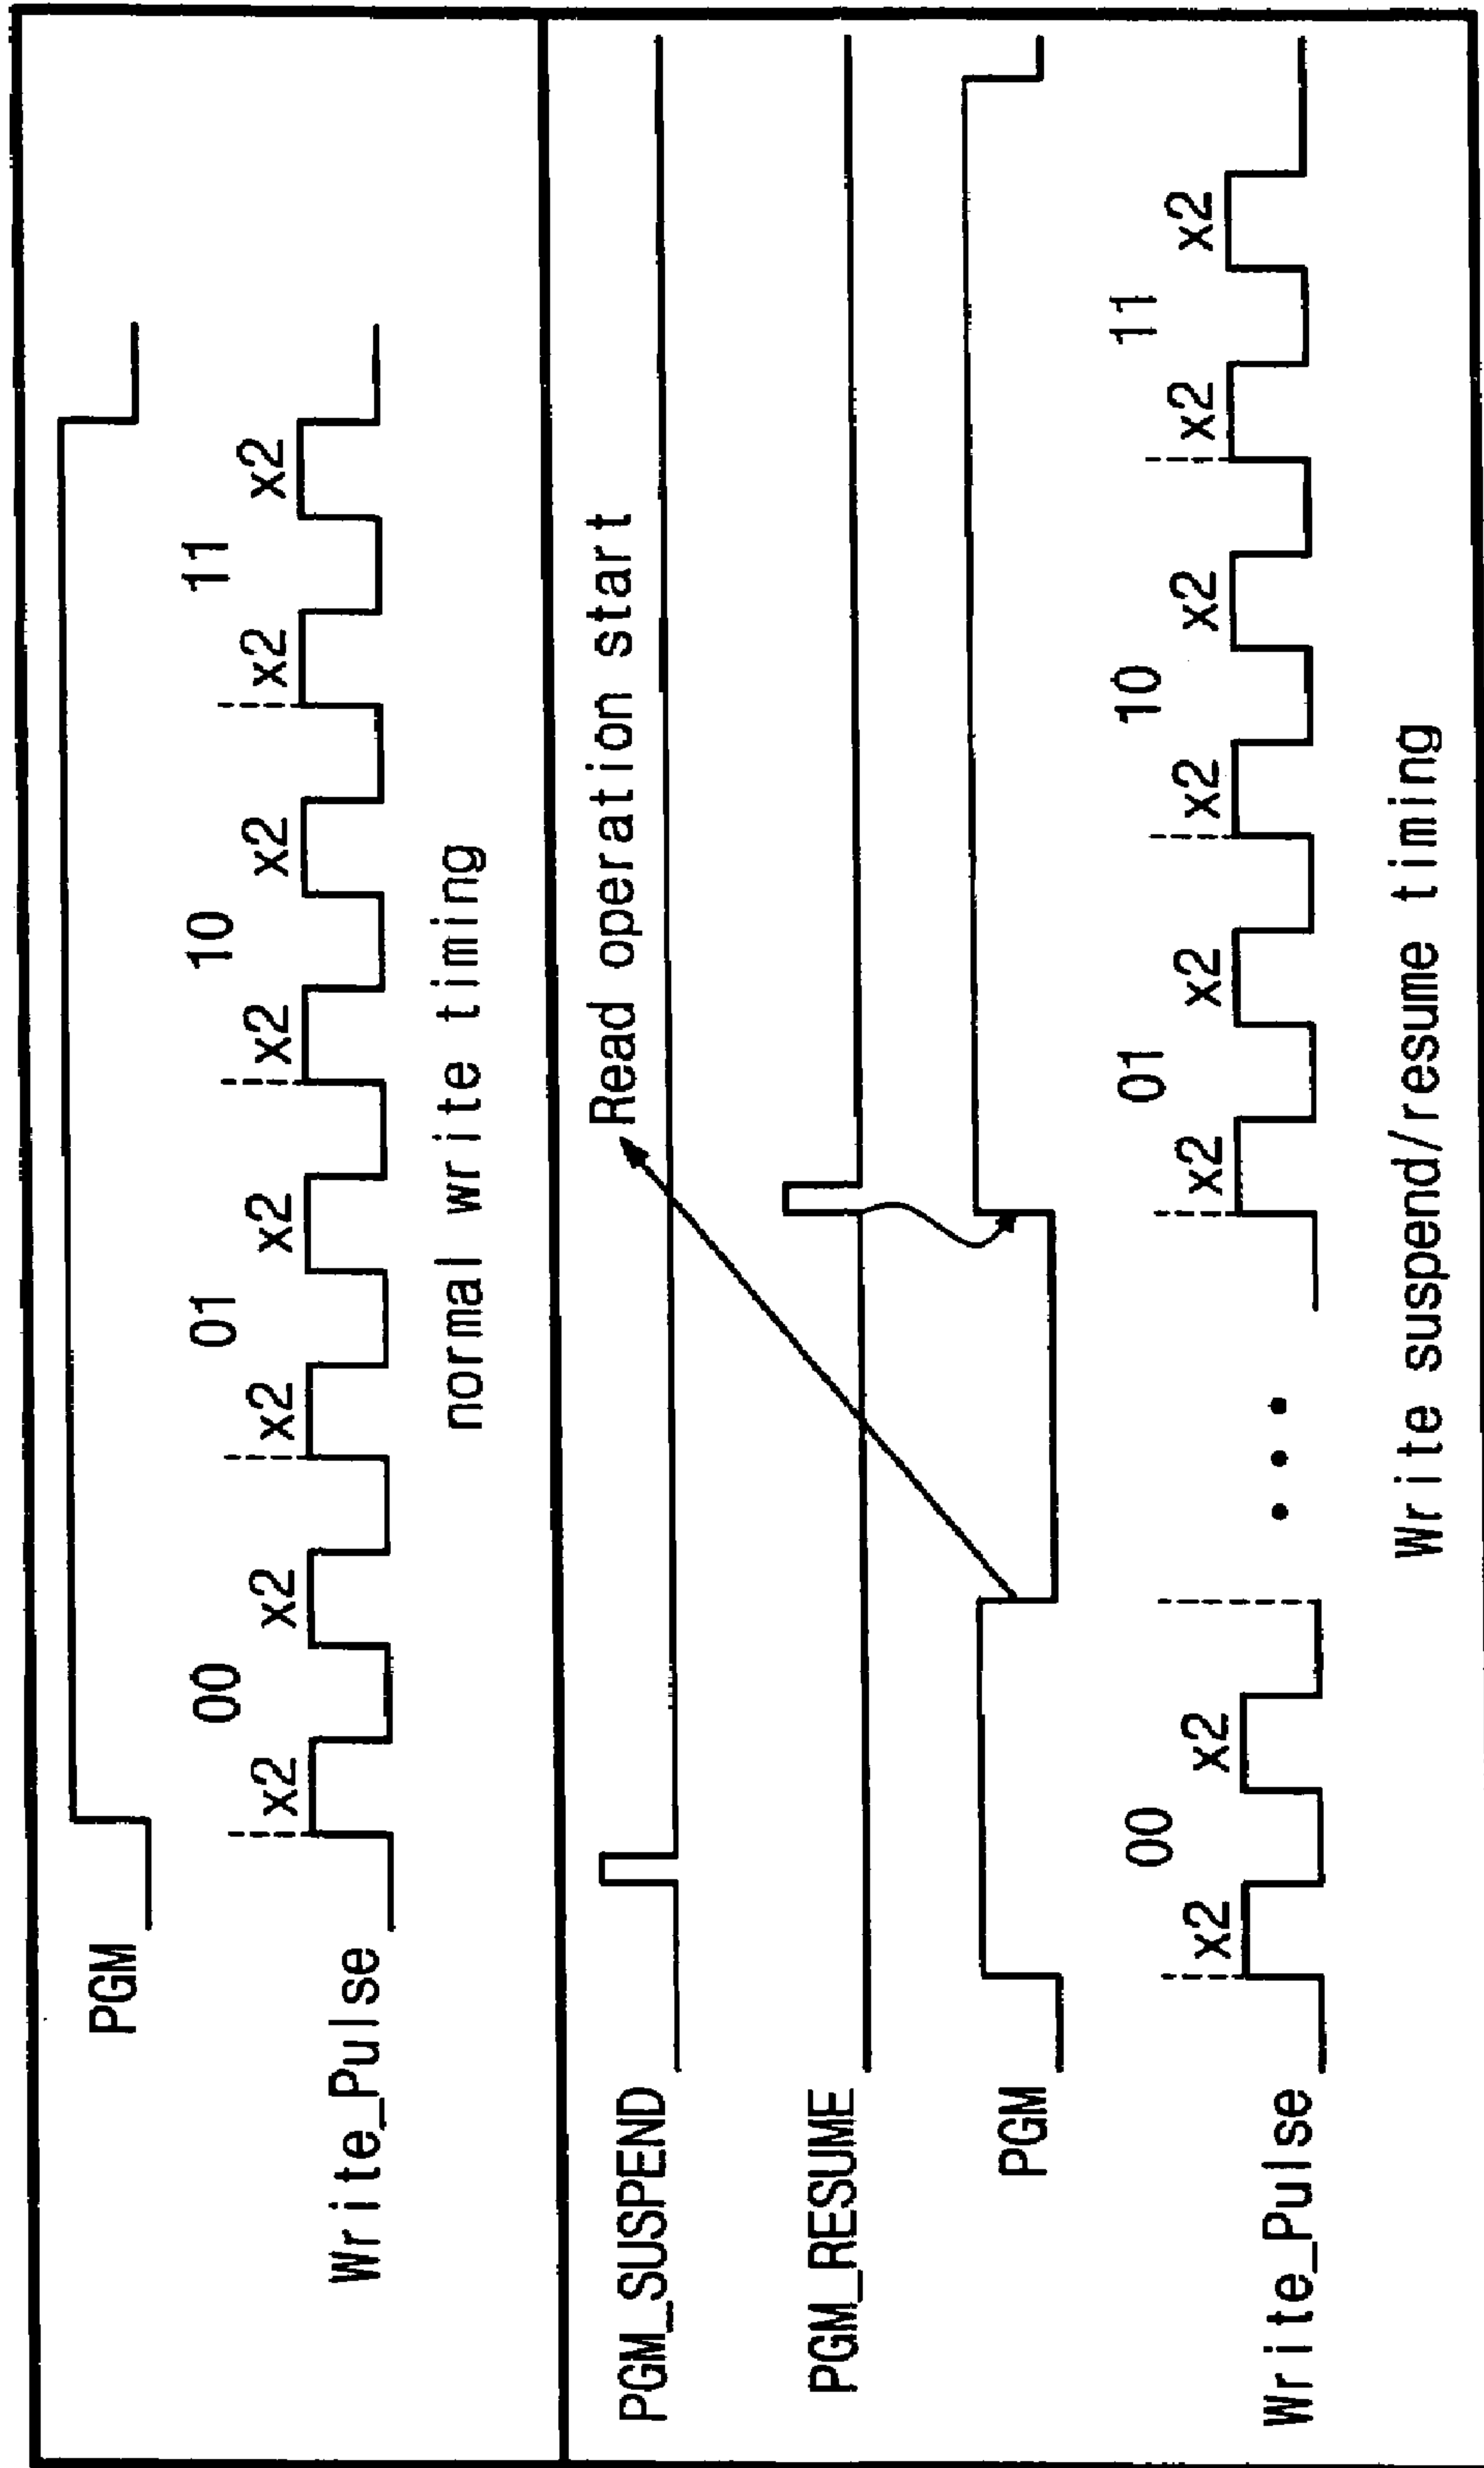 PGM
00 01 10 11
x2 x2 x2 x2 x2 x2 x2 x2
Write_Pulse
normal write timing
Read operation start
PGM_SUSPEND
PGM_RESUME
PGM
00 01 10 11
x2 x2 x2 x2 x2 x2 x2 x2
Write_Pulse
Write suspend/resume timing